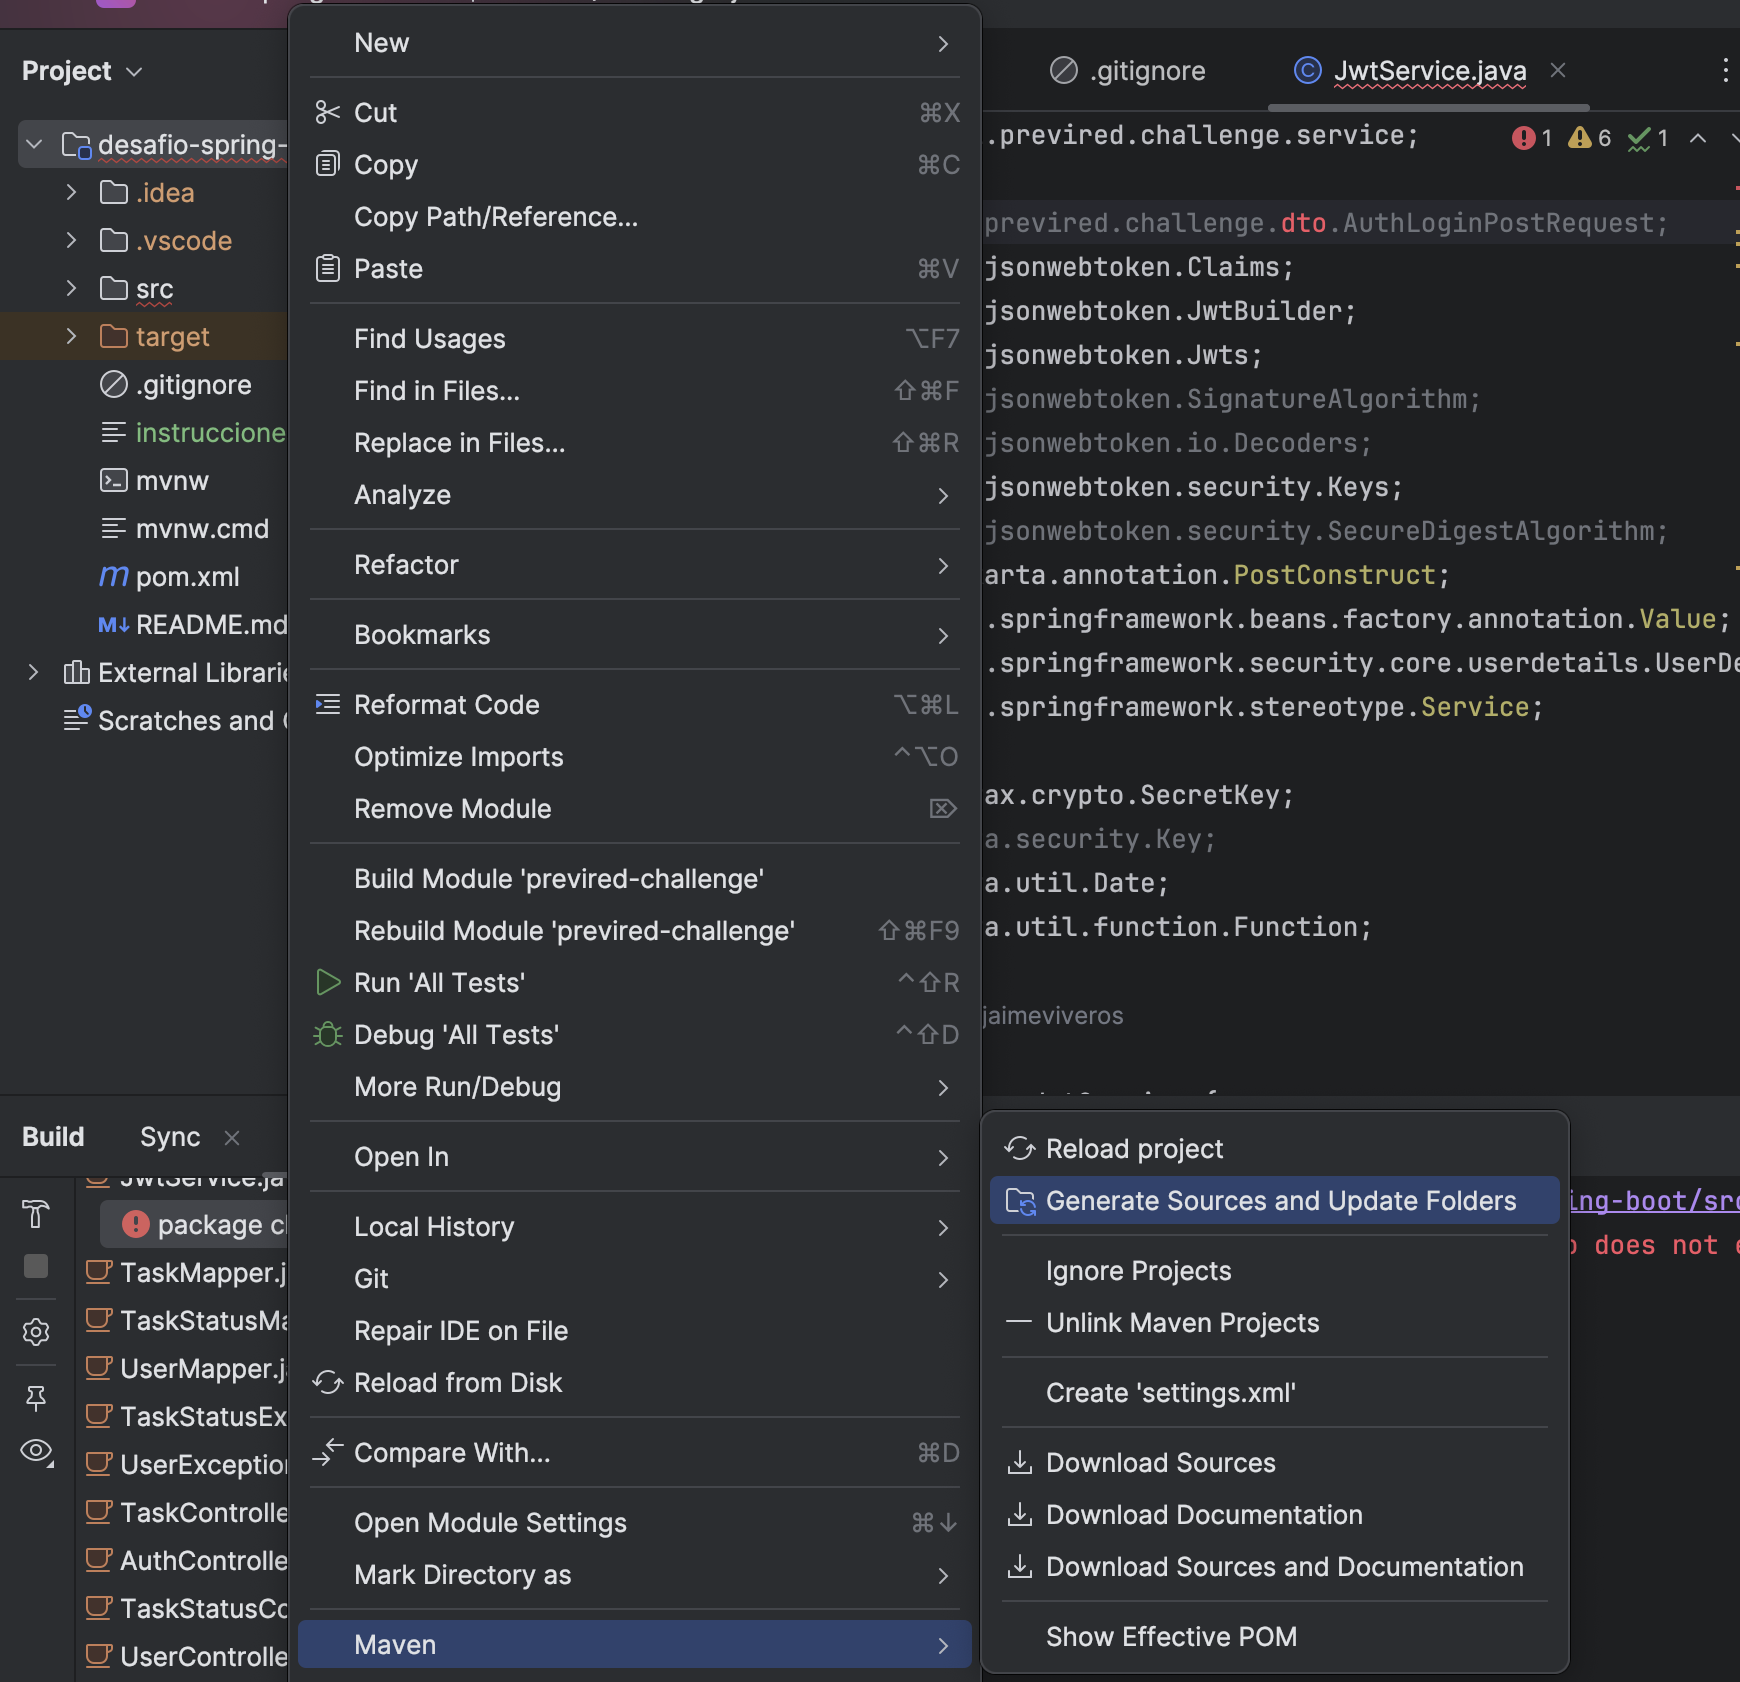 Project
desafio-spring-
.idea
.vscode
src
target
.gitignore
instruccione
mvnw
mvnw.cmd
pom.xml
README.md
External Librarie
Scratches and
New
Cut ⌘X
Copy ⌘C
Copy Path/Reference...
Paste ⌘V
Find Usages ⌥F7
Find in Files... ⇧⌘F
Replace in Files... ⇧⌘R
Analyze
Refactor
Bookmarks
Reformat Code ⌥⌘L
Optimize Imports ^⌥O
Remove Module ⌦
Build Module 'previred-challenge'
Rebuild Module 'previred-challenge' ⇧⌘F9
Run 'All Tests' ^⇧R
Debug 'All Tests' ^⇧D
More Run/Debug
Open In
Local History
Git
Repair IDE on File
Reload from Disk
Compare With... ⌘D
Open Module Settings ⌘↓
Mark Directory as
Maven
.gitignore
JwtService.java
1 6 1
.previred.challenge.service;
previred.challenge.dto.AuthLoginPostRequest;
jsonwebtoken.Claims;
jsonwebtoken.JwtBuilder;
jsonwebtoken.Jwts;
jsonwebtoken.SignatureAlgorithm;
jsonwebtoken.io.Decoders;
jsonwebtoken.security.Keys;
jsonwebtoken.security.SecureDigestAlgorithm;
arta.annotation.PostConstruct;
.springframework.beans.factory.annotation.Value;
.springframework.security.core.userdetails.UserDe
.springframework.stereotype.Service;
ax.crypto.SecretKey;
a.security.Key;
a.util.Date;
a.util.function.Function;
jaimeviveros
Reload project
Generate Sources and Update Folders
Ignore Projects
Unlink Maven Projects
Create 'settings.xml'
Download Sources
Download Documentation
Download Sources and Documentation
Show Effective POM
ing-boot/src
does not e
Build Sync
JwtService.ja
package c
TaskMapper.j
TaskStatusMa
UserMapper.j
TaskStatusEx
UserException
TaskControlle
AuthControlle
TaskStatusCo
UserControlle